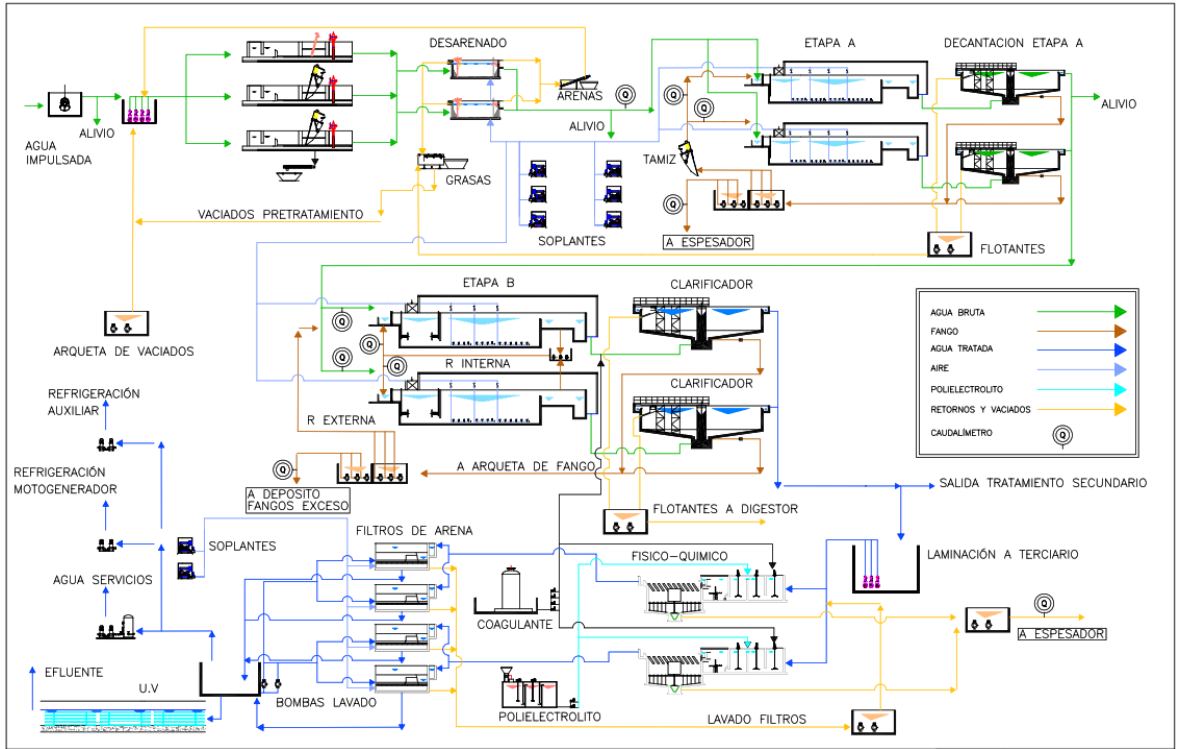 DESARENADO
ETAPA A
DECANTACION ETAPA A
ARENAS
Q
ALIVIO
ALIVIO
ALIVIO
AGUA
IMPULSADA
Q
Q
TAMIZ
GRASAS
VACIADOS PRETRATAMIENTO
SOPLANTES
Q
A ESPESADOR
FLOTANTES
ETAPA B
CLARIFICADOR
Q
Q
Q
Q
R INTERNA
CLARIFICADOR
R EXTERNA
ARQUETA DE VACIADOS
AGUA BRUTA
FANGO
AGUA TRATADA
AIRE
POLIELECTROLITO
RETORNOS Y VACIADOS
CAUDALÍMETRO
Q
REFRIGERACIÓN
AUXILIAR
REFRIGERACIÓN
MOTOGENERADOR
Q
A ARQUETA DE FANGO
A DEPOSITO
FANGOS EXCESO
SALIDA TRATAMIENTO SECUNDARIO
FLOTANTES A DIGESTOR
SOPLANTES
FILTROS DE ARENA
FISICO-QUIMICO
LAMINACIÓN A TERCIARIO
AGUA SERVICIOS
COAGULANTE
Q
A ESPESADOR
EFLUENTE
U.V
BOMBAS LAVADO
POLIELECTROLITO
LAVADO FILTROS